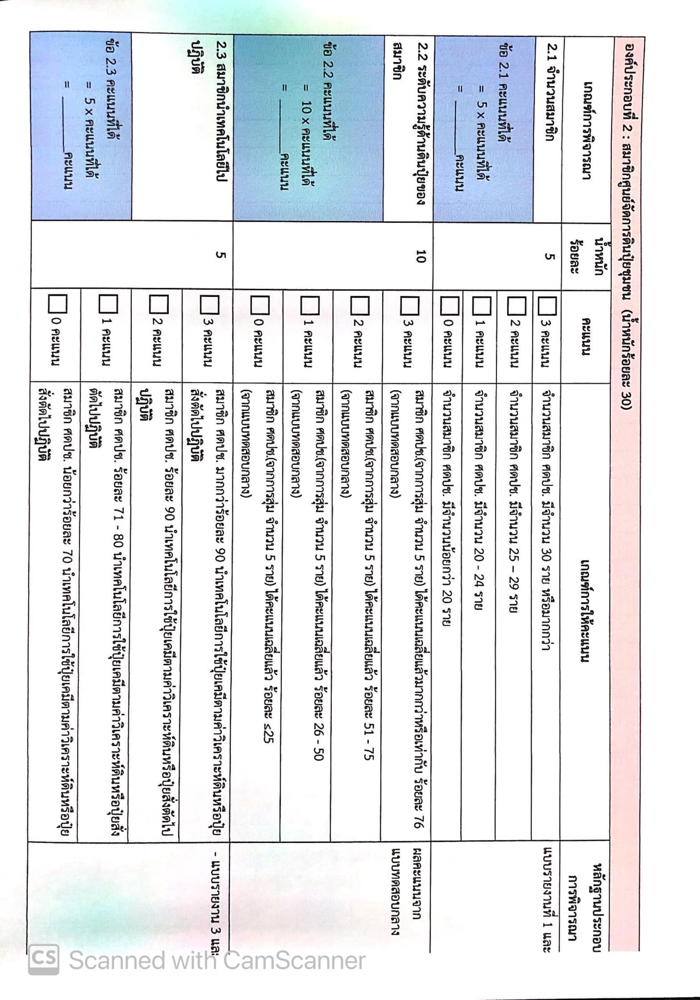 องค์ประกอบที่ 2 : สมาชิกศูนย์จัดการดินปุ๋ยชุมชน (น้ำหนักร้อยละ 30)
เกณฑ์การพิจารณา
น้ำหนัก
ร้อยละ
คะแนน
เกณฑ์การให้คะแนน
หลักฐานประกอบ
การพิจารณา
2.1 จำนวนสมาชิก
5
ข้อ 2.1 คะแนนที่ได้
= 5 x คะแนนที่ได้
= ________คะแนน
3 คะแนน
จำนวนสมาชิก ศดปช. มีจำนวน 30 ราย หรือมากกว่า
แบบรายงานที่ 1 และ
2 คะแนน
จำนวนสมาชิก ศดปช. มีจำนวน 25 – 29 ราย
1 คะแนน
จำนวนสมาชิก ศดปช. มีจำนวน 20 - 24 ราย
0 คะแนน
จำนวนสมาชิก ศดปช. มีจำนวนน้อยกว่า 20 ราย
2.2 ระดับความรู้ด้านดินปุ๋ยของ
สมาชิก
10
ข้อ 2.2 คะแนนที่ได้
= 10 x คะแนนที่ได้
= ________คะแนน
3 คะแนน
สมาชิก ศดปช.(จากการสุ่ม จำนวน 5 ราย) ได้คะแนนเฉลี่ยแล้วมากกว่าหรือเท่ากับ ร้อยละ 76
(จากแบบทดสอบกลาง)
ผลคะแนนจาก
แบบทดสอบกลาง
2 คะแนน
สมาชิก ศดปช.(จากการสุ่ม จำนวน 5 ราย) ได้คะแนนเฉลี่ยแล้ว ร้อยละ 51 - 75
(จากแบบทดสอบกลาง)
1 คะแนน
สมาชิก ศดปช.(จากการสุ่ม จำนวน 5 ราย) ได้คะแนนเฉลี่ยแล้ว ร้อยละ 26 - 50
(จากแบบทดสอบกลาง)
0 คะแนน
สมาชิก ศดปช.(จากการสุ่ม จำนวน 5 ราย) ได้คะแนนเฉลี่ยแล้ว ร้อยละ ≤25
(จากแบบทดสอบกลาง)
2.3 สมาชิกนำเทคโนโลยีไป
ปฏิบัติ
5
ข้อ 2.3 คะแนนที่ได้
= 5 x คะแนนที่ได้
= ________คะแนน
3 คะแนน
สมาชิก ศดปช. มากกว่าร้อยละ 90 นำเทคโนโลยีการใช้ปุ๋ยเคมีตามค่าวิเคราะห์ดินหรือปุ๋ย
สั่งตัดไปปฏิบัติ
- แบบรายงาน 3 และ
2 คะแนน
สมาชิก ศดปช. ร้อยละ 90 นำเทคโนโลยีการใช้ปุ๋ยเคมีตามค่าวิเคราะห์ดินหรือปุ๋ยสั่งตัดไป
ปฏิบัติ
1 คะแนน
สมาชิก ศดปช. ร้อยละ 71 - 80 นำเทคโนโลยีการใช้ปุ๋ยเคมีตามค่าวิเคราะห์ดินหรือปุ๋ยสั่ง
ตัดไปปฏิบัติ
0 คะแนน
สมาชิก ศดปช. น้อยกว่าร้อยละ 70 นำเทคโนโลยีการใช้ปุ๋ยเคมีตามค่าวิเคราะห์ดินหรือปุ๋ย
สั่งตัดไปปฏิบัติ
CS Scanned with CamScanner